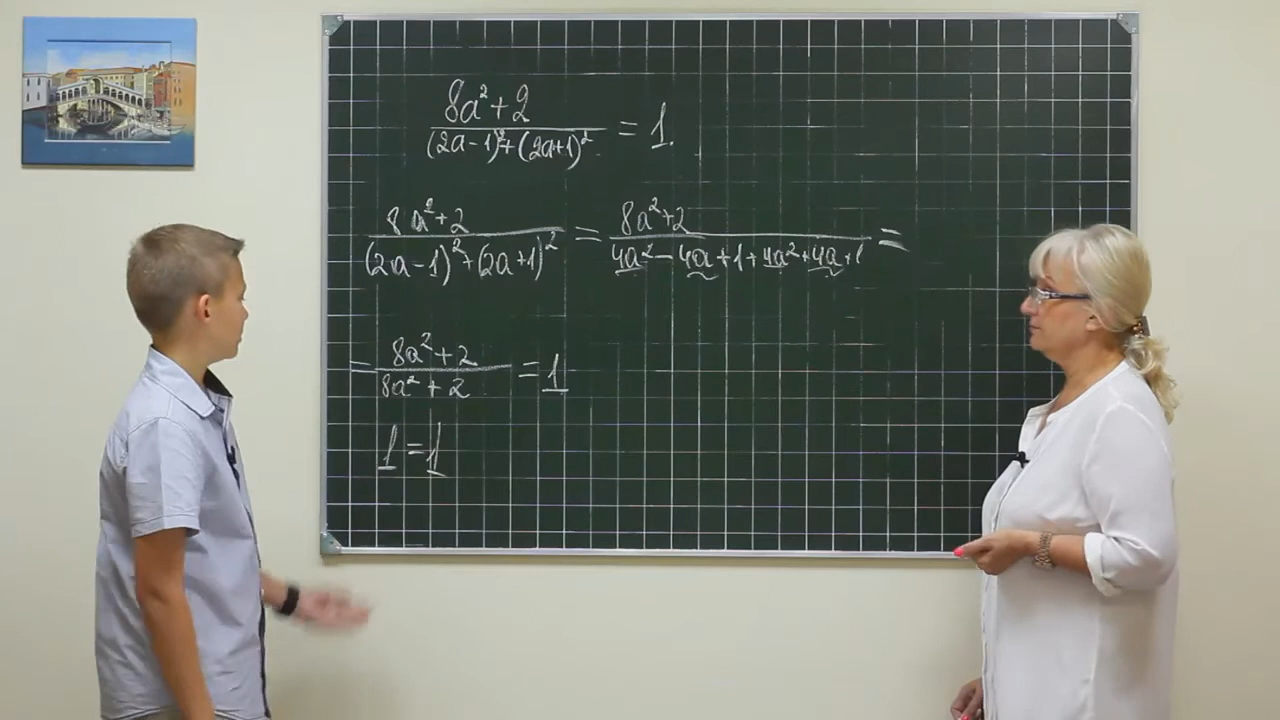 8a²+2
(2a-1)²+(2a+1)² = 1.
8a²+2 = 8a²+2 =
(2a-1)²+(2a+1)² 4a²-4a+1+4a²+4a+1
= 8a²+2 = 1
8a²+2
1=1